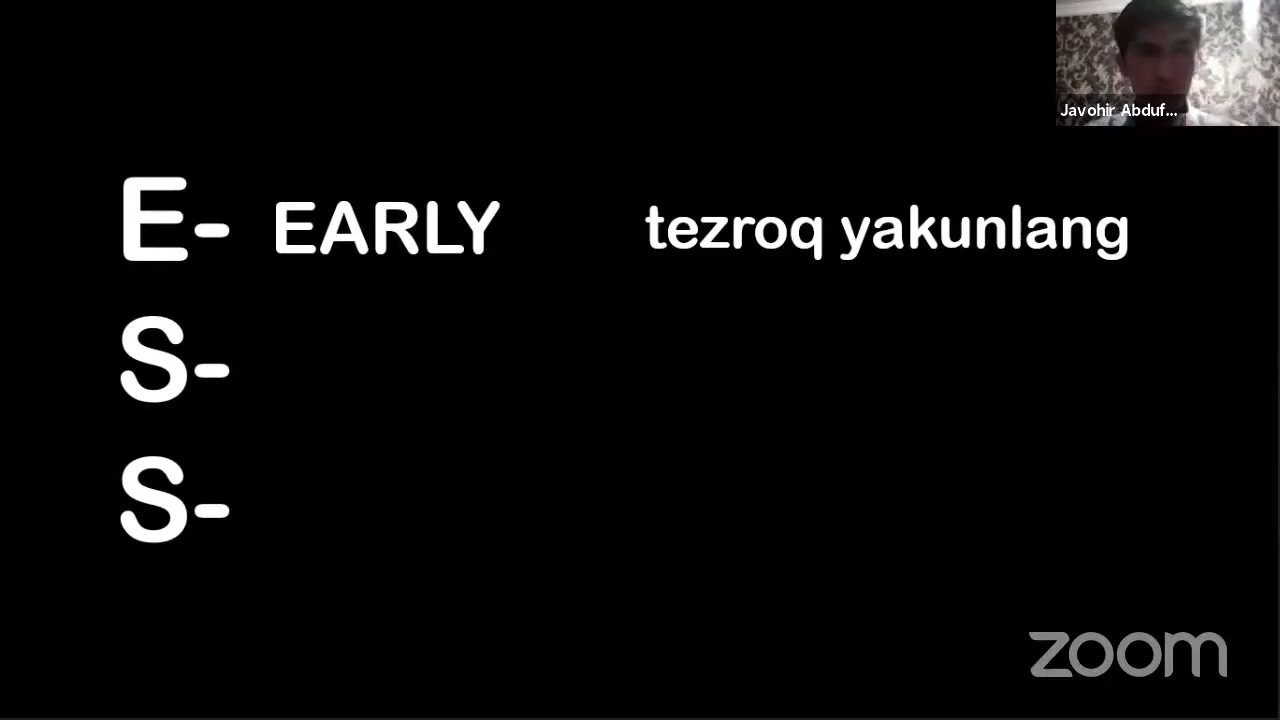 Javohir Abduf...
E- EARLY tezroq yakunlang
S-
S-
zoom